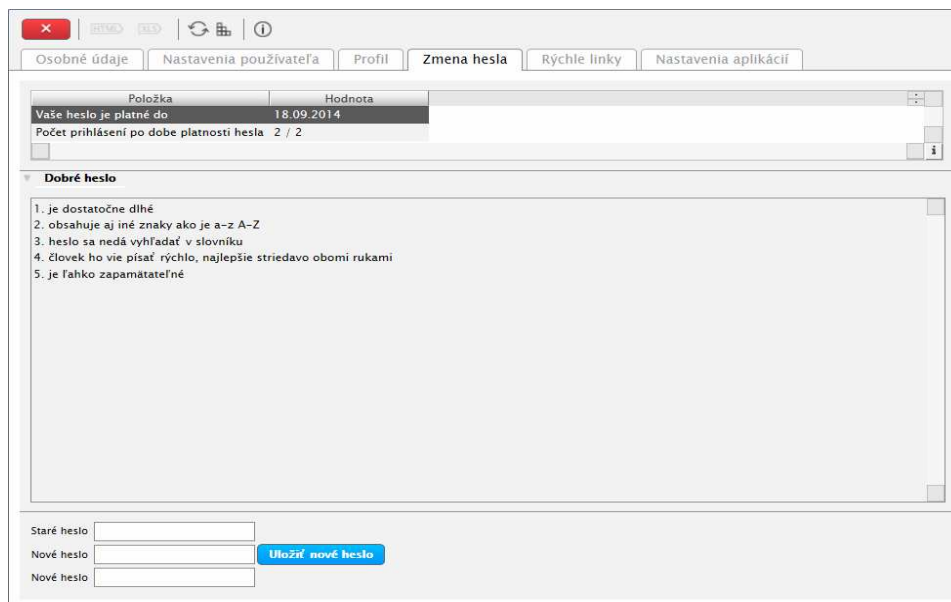 HTML XLS
Osobné údaje Nastavenia používateľa Profil Zmena hesla Rýchle linky Nastavenia aplikácií
Položka Hodnota
Vaše heslo je platné do 18.09.2014
Počet prihlásení po dobe platnosti hesla 2 / 2
Dobré heslo
1. je dostatočne dlhé
2. obsahuje aj iné znaky ako je a-z A-Z
3. heslo sa nedá vyhľadať v slovníku
4. človek ho vie písať rýchlo, najlepšie striedavo obomi rukami
5. je ľahko zapamätateľné
Staré heslo
Nové heslo Uložiť nové heslo
Nové heslo